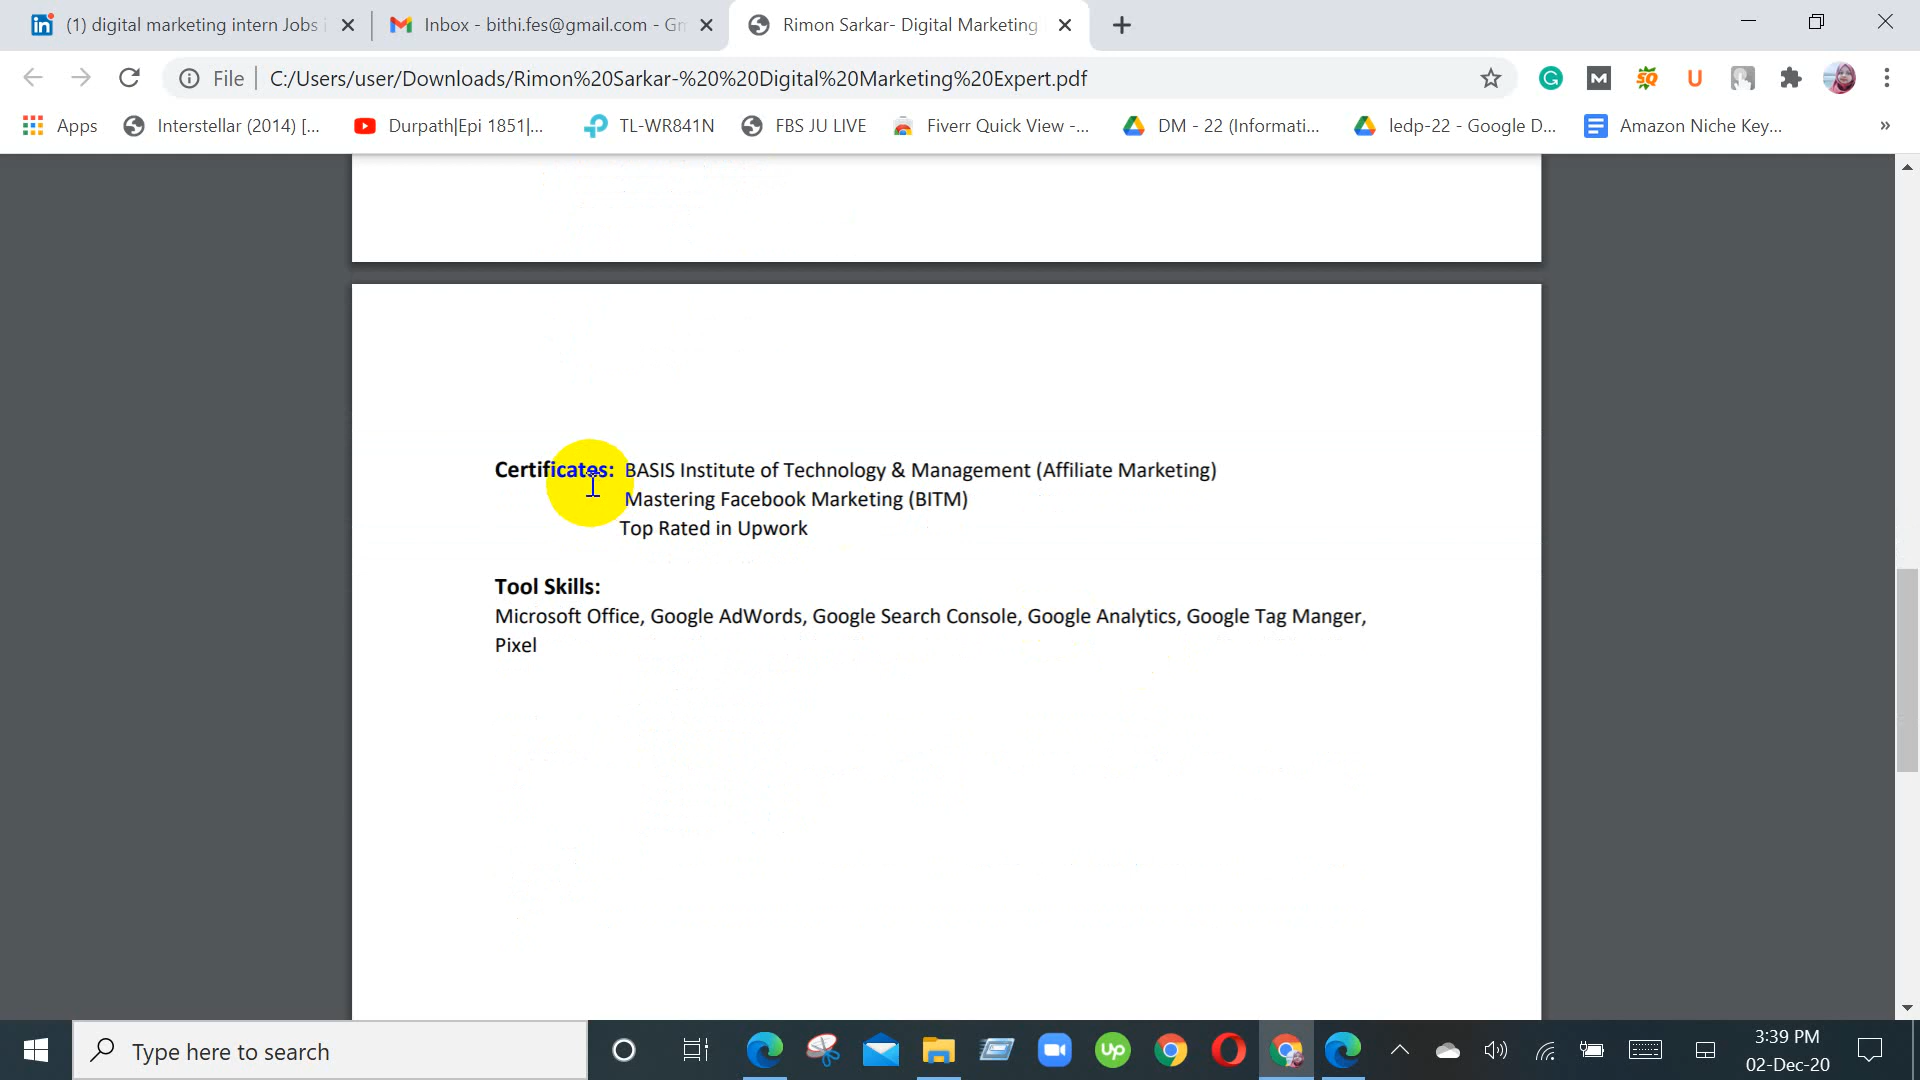 (1) digital marketing intern Jobs i
Inbox - bithi.fes@gmail.com - Gm
Rimon Sarkar- Digital Marketing
File
C:/Users/user/Downloads/Rimon%20Sarkar-%20%20Digital%20Marketing%20Expert.pdf
Apps
Interstellar (2014) [...
Durpath|Epi 1851|...
TL-WR841N
FBS JU LIVE
Fiverr Quick View -...
DM - 22 (Informati...
ledp-22 - Google D...
Amazon Niche Key...
»
Certificates: BASIS Institute of Technology & Management (Affiliate Marketing)
Mastering Facebook Marketing (BITM)
Top Rated in Upwork
Tool Skills:
Microsoft Office, Google AdWords, Google Search Console, Google Analytics, Google Tag Manger,
Pixel
Type here to search
3:39 PM
02-Dec-20